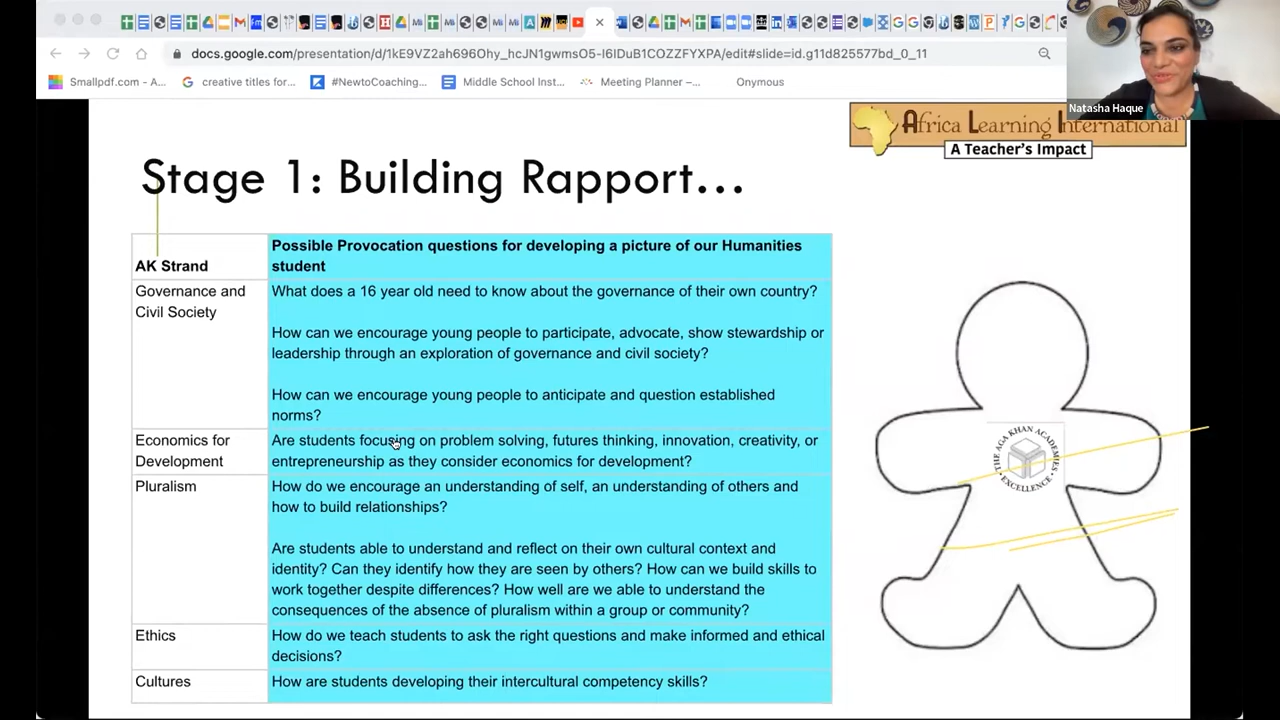 docs.google.com/presentation/d/1kE9VZ2ah696Ohy_hcJN1gwmsO5-I6IDuB1COZZFYXPA/edit#slide=id.g11d825577bd_0_11
Smallpdf.com - A...
creative titles for...
#NewtoCoaching...
Middle School Inst...
Meeting Planner –...
Onymous
Natasha Haque
Africa Learning International
A Teacher's Impact
Stage 1: Building Rapport…
AK Strand
Possible Provocation questions for developing a picture of our Humanities
student
Governance and
Civil Society
What does a 16 year old need to know about the governance of their own country?
How can we encourage young people to participate, advocate, show stewardship or
leadership through an exploration of governance and civil society?
How can we encourage young people to anticipate and question established
norms?
Economics for
Development
Are students focusing on problem solving, futures thinking, innovation, creativity, or
entrepreneurship as they consider economics for development?
Pluralism
How do we encourage an understanding of self, an understanding of others and
how to build relationships?
Are students able to understand and reflect on their own cultural context and
identity? Can they identify how they are seen by others? How can we build skills to
work together despite differences? How well are we able to understand the
consequences of the absence of pluralism within a group or community?
Ethics
How do we teach students to ask the right questions and make informed and ethical
decisions?
Cultures
How are students developing their intercultural competency skills?
THE AGA KHAN ACADEMIES
EXCELLENCE